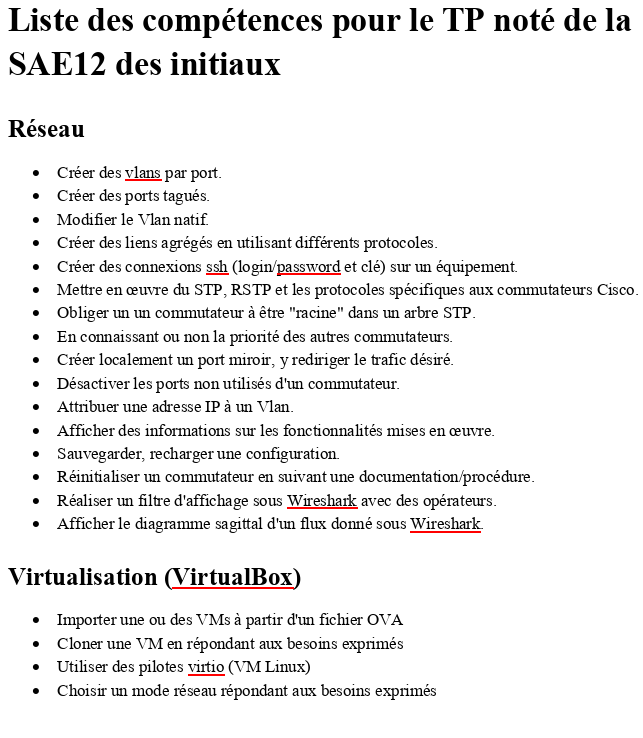 Liste des compétences pour le TP noté de la
SAE12 des initiaux
Réseau
• Créer des vlans par port.
• Créer des ports tagués.
• Modifier le Vlan natif.
• Créer des liens agrégés en utilisant différents protocoles.
• Créer des connexions ssh (login/password et clé) sur un équipement.
• Mettre en œuvre du STP, RSTP et les protocoles spécifiques aux commutateurs Cisco.
• Obliger un un commutateur à être "racine" dans un arbre STP.
• En connaissant ou non la priorité des autres commutateurs.
• Créer localement un port miroir, y rediriger le trafic désiré.
• Désactiver les ports non utilisés d'un commutateur.
• Attribuer une adresse IP à un Vlan.
• Afficher des informations sur les fonctionnalités mises en œuvre.
• Sauvegarder, recharger une configuration.
• Réinitialiser un commutateur en suivant une documentation/procédure.
• Réaliser un filtre d'affichage sous Wireshark avec des opérateurs.
• Afficher le diagramme sagittal d'un flux donné sous Wireshark.
Virtualisation (VirtualBox)
• Importer une ou des VMs à partir d'un fichier OVA
• Cloner une VM en répondant aux besoins exprimés
• Utiliser des pilotes virtio (VM Linux)
• Choisir un mode réseau répondant aux besoins exprimés